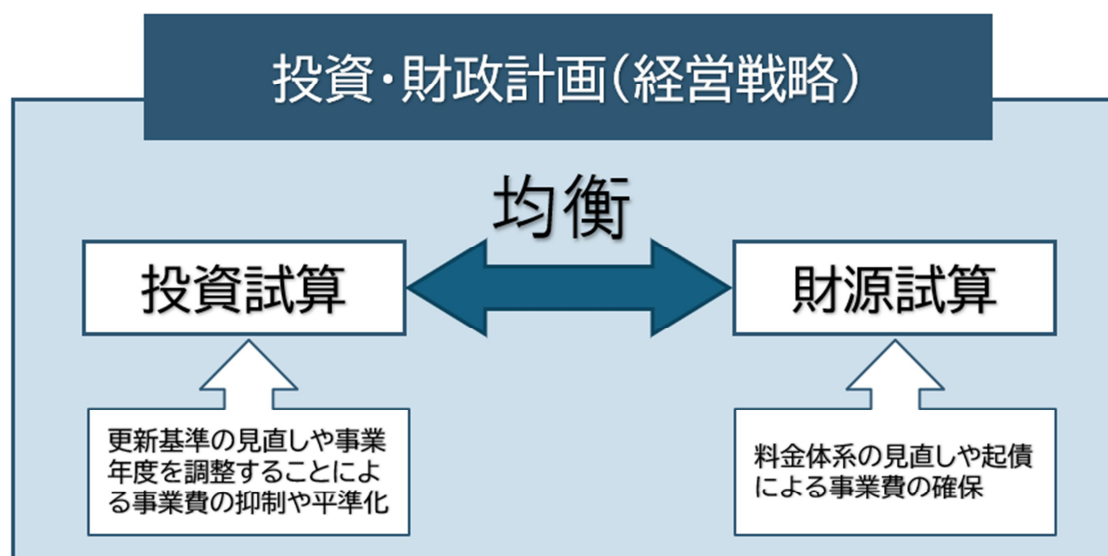 投資・財政計画（経営戦略）
均衡
投資試算
財源試算
更新基準の見直しや事業
年度を調整することによ
る事業費の抑制や平準化
料金体系の見直しや起債
による事業費の確保